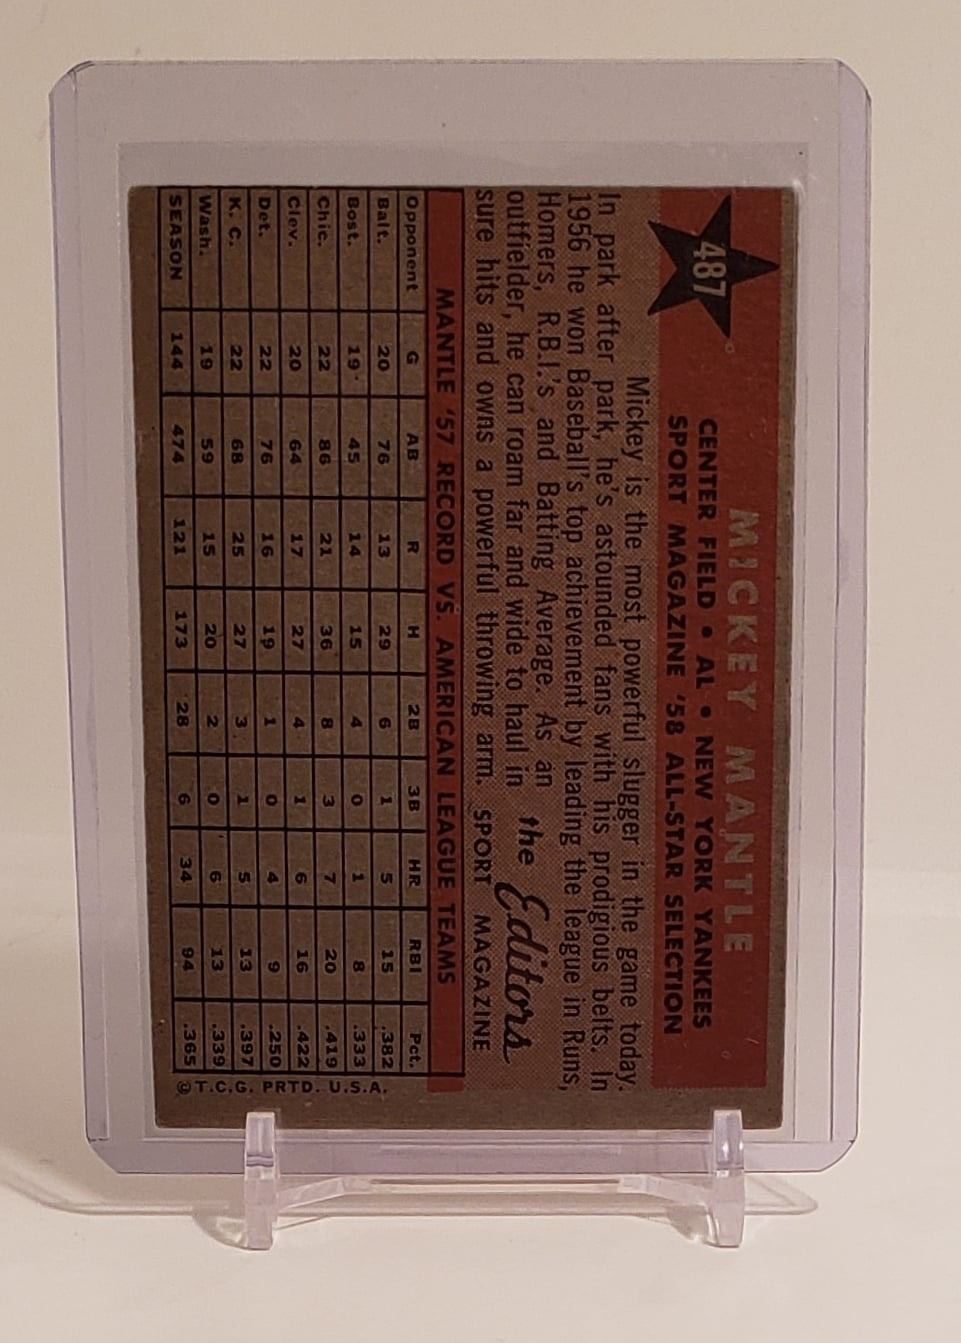 487
MICKEY MANTLE
CENTER FIELD • AL • NEW YORK YANKEES
SPORT MAGAZINE '58 ALL-STAR SELECTION
Mickey is the most powerful slugger in the game today.
In park after park, he's astounded fans with his prodigious belts. In
1956 he won Baseball's top achievement by leading the league in Runs,
Homers, R.B.I.'s and Batting Average. As an
outfielder, he can roam far and wide to haul in
sure hits and owns a powerful throwing arm.
the Editors
SPORT MAGAZINE
MANTLE '57 RECORD VS. AMERICAN LEAGUE TEAMS
Opponent G AB R H 2B 3B HR RBI Pct.
Balt. 20 76 13 29 6 1 5 15 .382
Bost. 19 45 14 15 4 0 1 8 .333
Chic. 22 86 21 36 8 3 7 20 .419
Clev. 20 64 17 27 4 1 6 16 .422
Det. 22 76 16 19 1 0 4 9 .250
K. C. 22 68 25 27 3 1 5 13 .397
Wash. 19 59 15 20 2 0 6 13 .339
SEASON 144 474 121 173 28 6 34 94 .365
© T.C.G. PRTD. U.S.A.